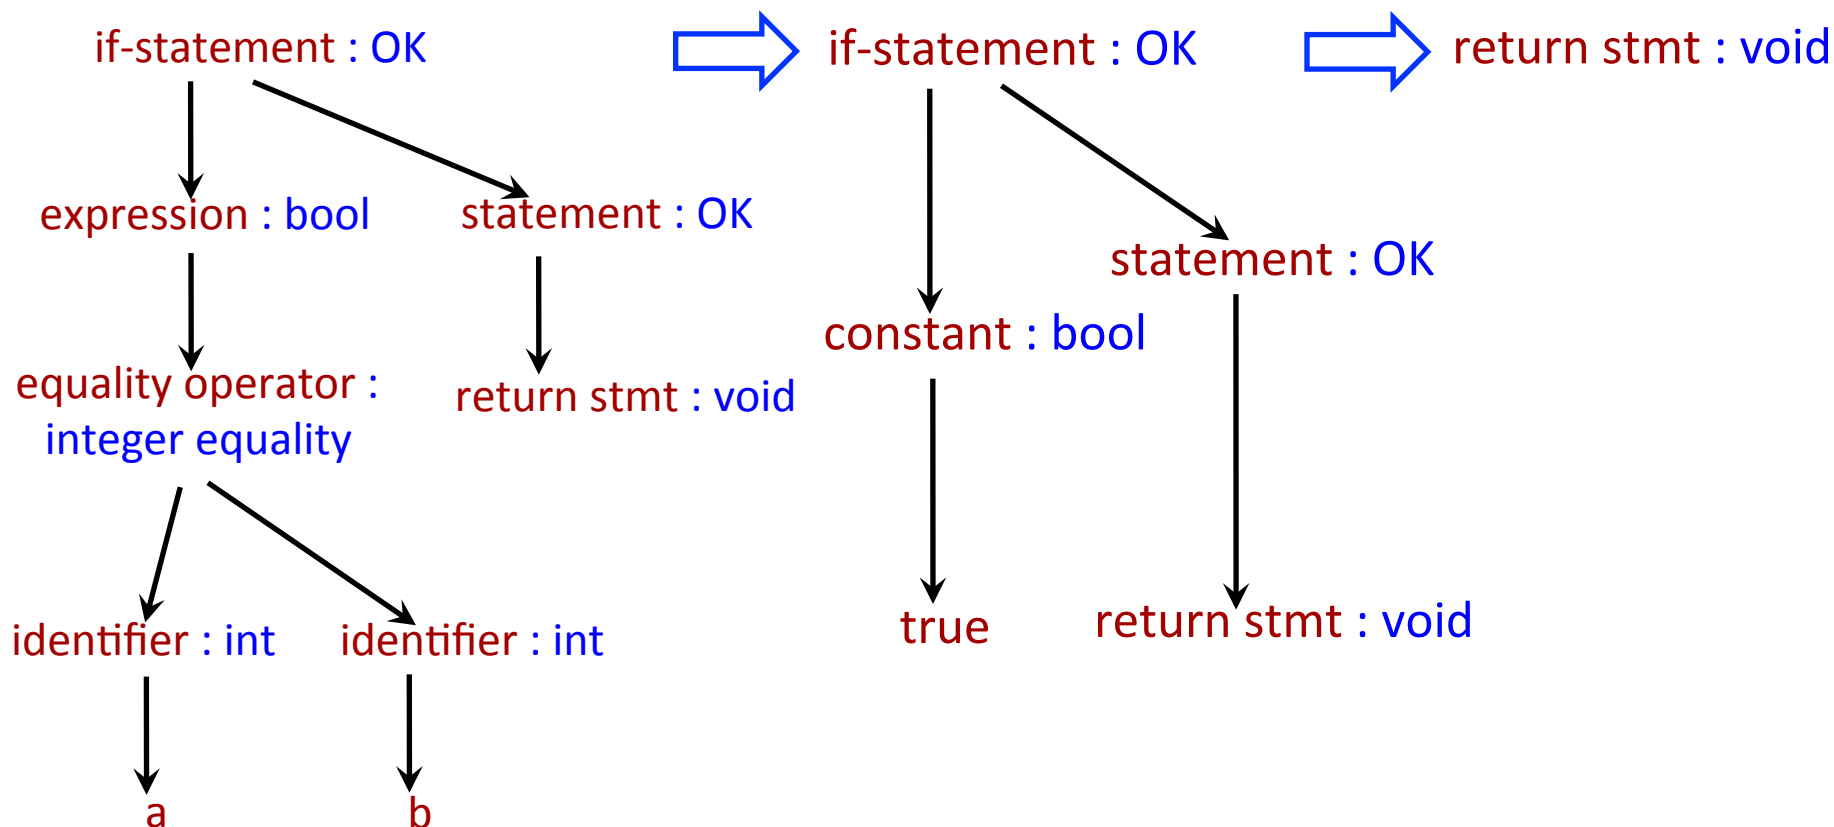 if-statement : OK
if-statement : OK
return stmt : void
expression : bool
statement : OK
statement : OK
constant : bool
equality operator :
integer equality
return stmt : void
identifier : int
identifier : int
true
return stmt : void
a
b